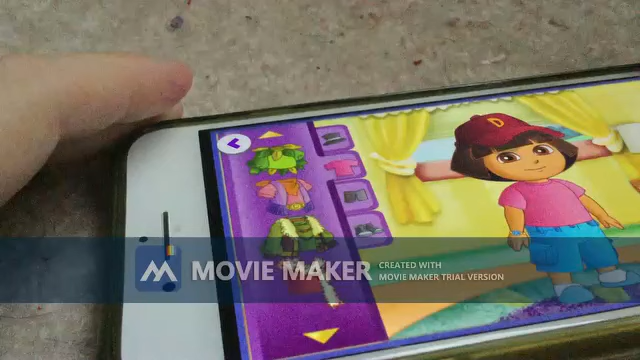 D
MOVIE MAKER
CREATED WITH
MOVIE MAKER TRIAL VERSION